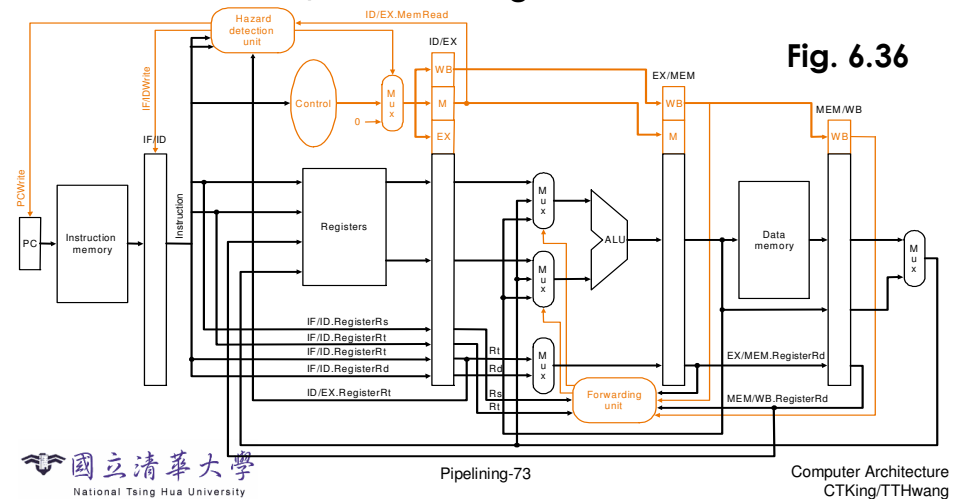 Hazard
detection
unit
ID/EX.MemRead
ID/EX
Fig. 6.36
IF/IDWrite
PCWrite
Control
M
u
x
0
WB
M
EX
EX/MEM
WB
M
MEM/WB
WB
IF/ID
Instruction
PC
Instruction
memory
Registers
M
u
x
M
u
x
ALU
Data
memory
M
u
x
IF/ID.RegisterRs
IF/ID.RegisterRt
IF/ID.RegisterRt
IF/ID.RegisterRd
ID/EX.RegisterRt
Rt
Rd
Rs
Rt
M
u
x
Forwarding
unit
EX/MEM.RegisterRd
MEM/WB.RegisterRd
國立清華大學
National Tsing Hua University
Pipelining-73
Computer Architecture
CTKing/TTHwang